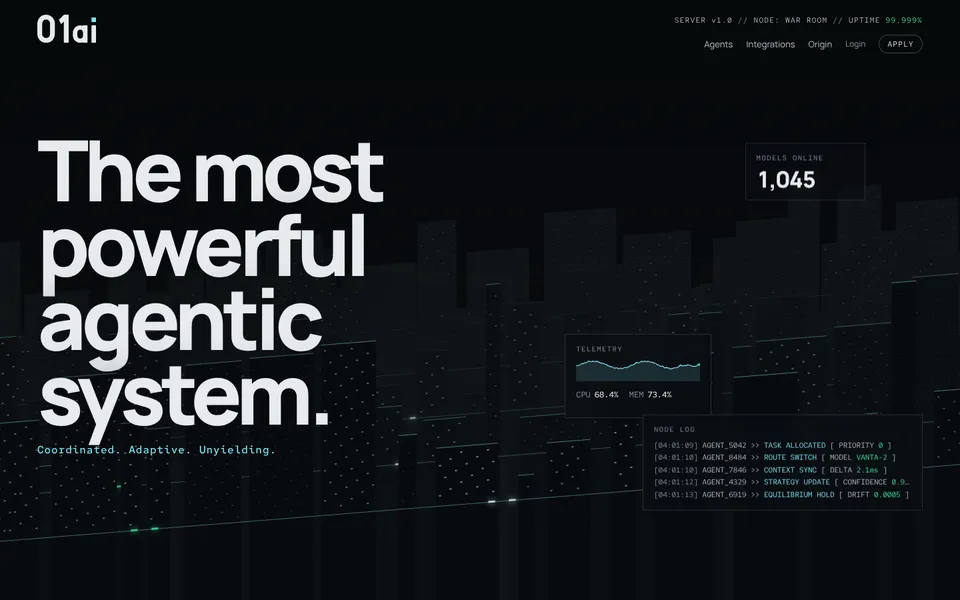 01ai
SERVER v1.0 // NODE: WAR ROOM // UPTIME 99.999%
Agents Integrations Origin Login APPLY
The most
powerful
agentic
system.
Coordinated. Adaptive. Unyielding.
MODELS ONLINE
1,045
TELEMETRY
CPU 68.4% MEM 73.4%
NODE LOG
[04:01:09] AGENT_5042 >> TASK ALLOCATED [ PRIORITY 0 ]
[04:01:10] AGENT_8484 >> ROUTE SWITCH [ MODEL VANTA-2 ]
[04:01:10] AGENT_7846 >> CONTEXT SYNC [ DELTA 2.1ms ]
[04:01:12] AGENT_4329 >> STRATEGY UPDATE [ CONFIDENCE 0.9…
[04:01:13] AGENT_6919 >> EQUILIBRIUM HOLD [ DRIFT 0.0005 ]